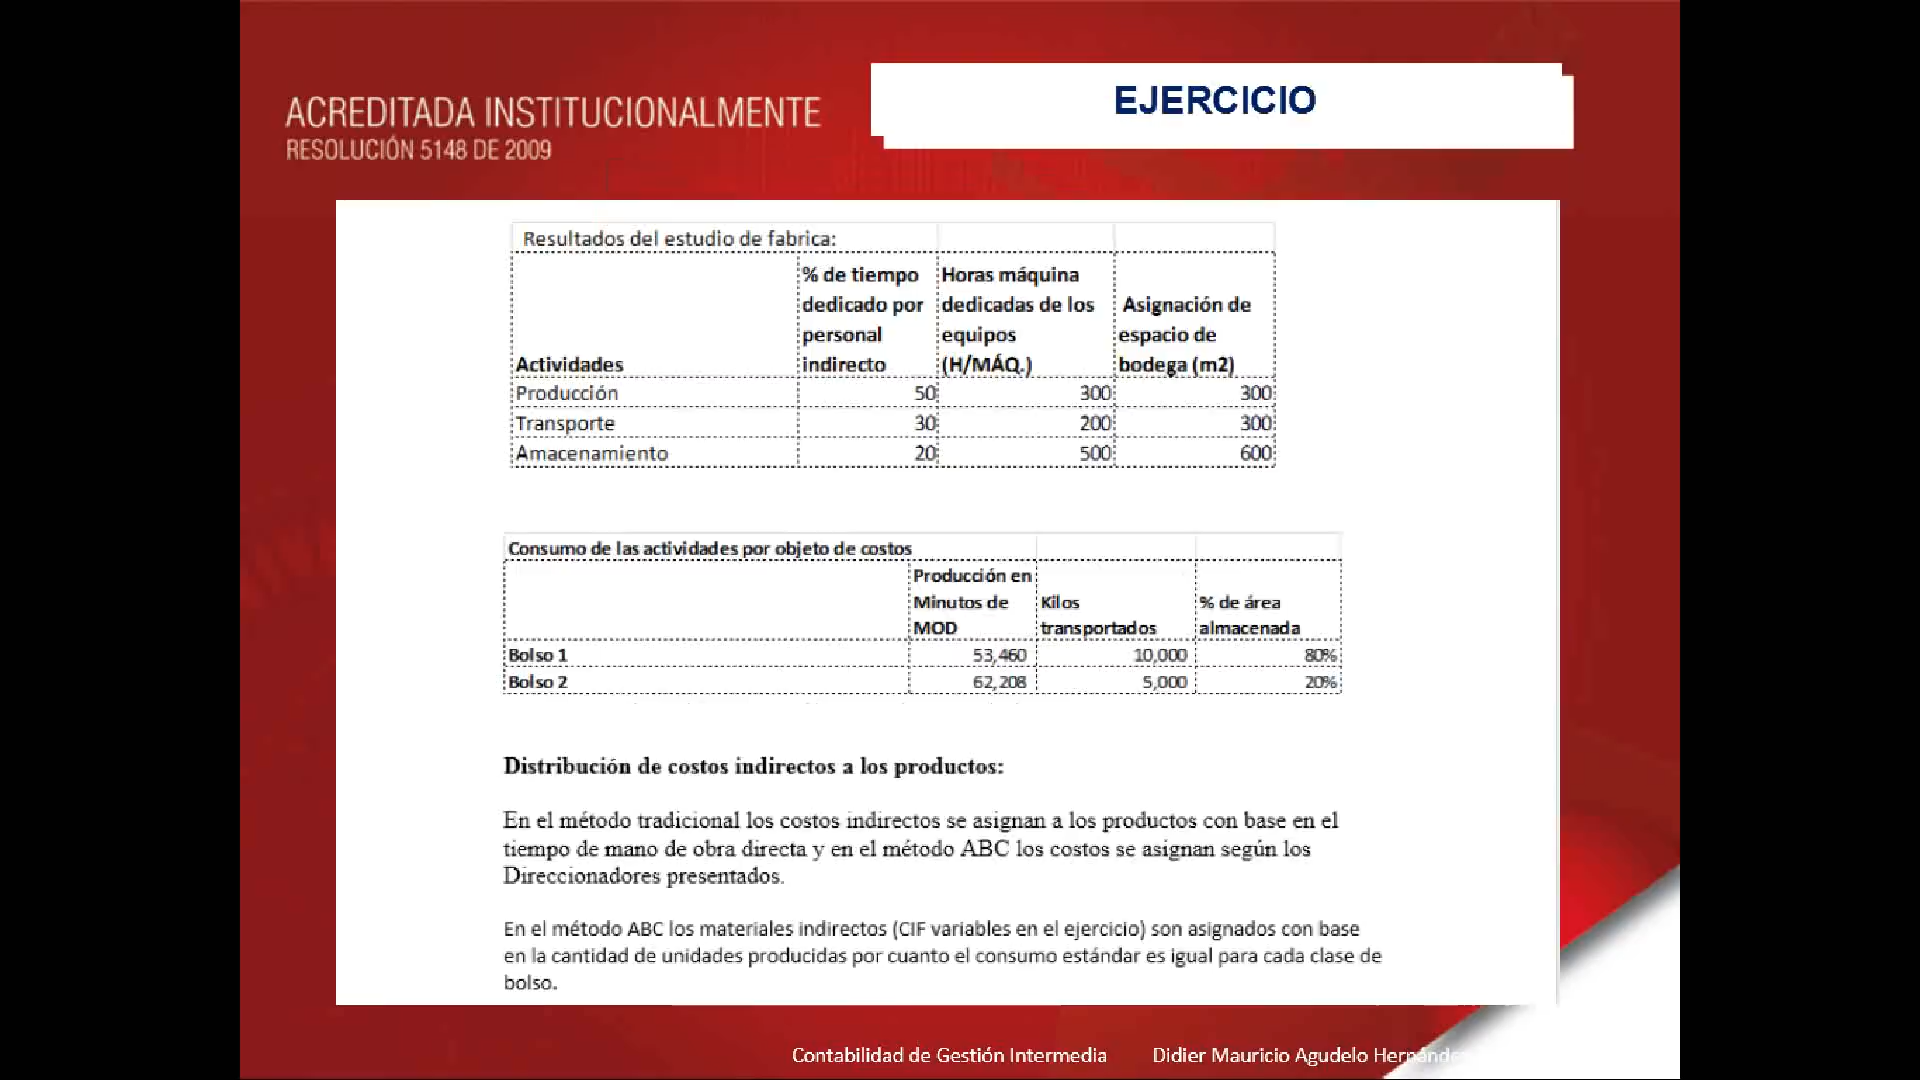 ACREDITADA INSTITUCIONALMENTE
RESOLUCIÓN 5148 DE 2009
EJERCICIO
Resultados del estudio de fabrica:
Actividades % de tiempo dedicado por personal indirecto Horas máquina dedicadas de los equipos (H/MÁQ.) Asignación de espacio de bodega (m2)
Producción 50 300 300
Transporte 30 200 300
Amacenamiento 20 500 600
Consumo de las actividades por objeto de costos
Producción en Minutos de MOD Kilos transportados % de área almacenada
Bolso 1 53,460 10,000 80%
Bolso 2 62,208 5,000 20%
Distribución de costos indirectos a los productos:
En el método tradicional los costos indirectos se asignan a los productos con base en el
tiempo de mano de obra directa y en el método ABC los costos se asignan según los
Direccionadores presentados.
En el método ABC los materiales indirectos (CIF variables en el ejercicio) son asignados con base
en la cantidad de unidades producidas por cuanto el consumo estándar es igual para cada clase de
bolso.
Contabilidad de Gestión Intermedia Didier Mauricio Agudelo